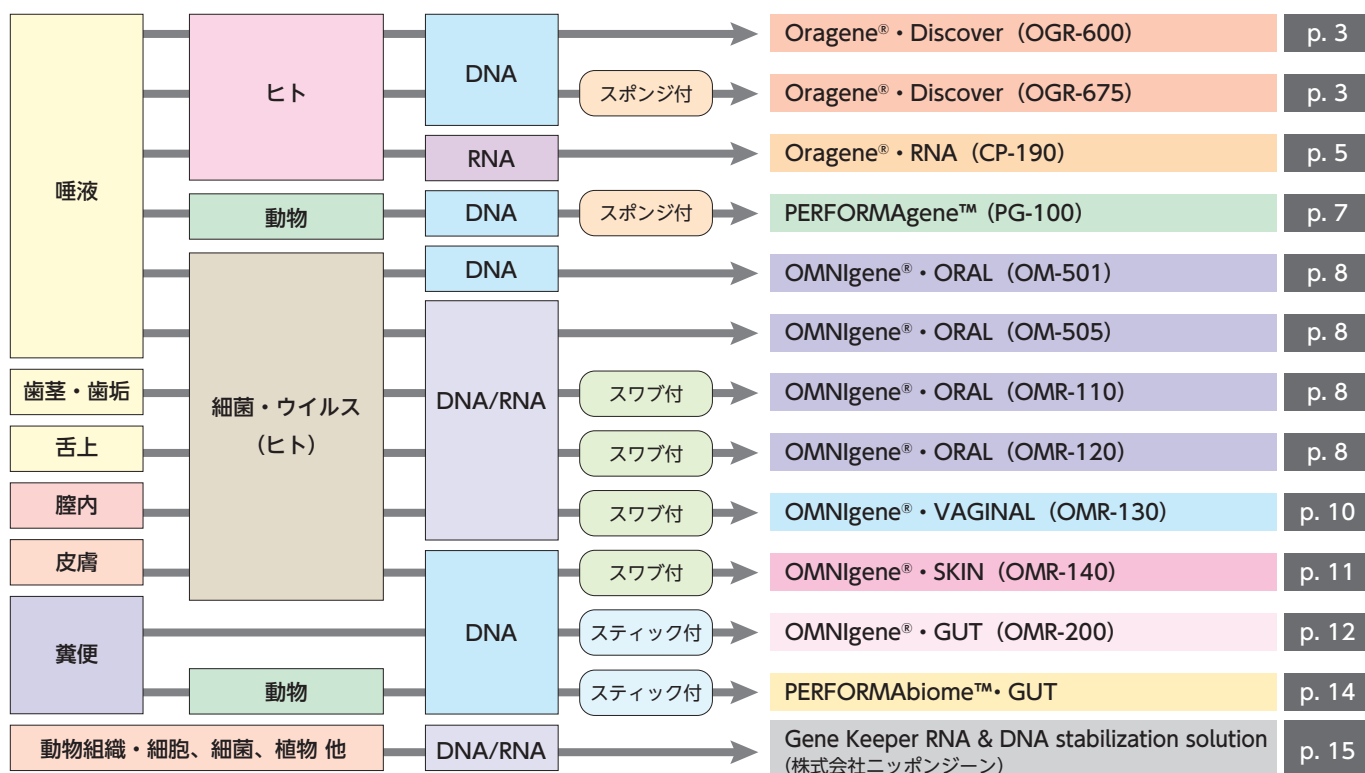 唾液
歯茎・歯垢
舌上
膣内
皮膚
糞便
動物組織・細胞、細菌、植物 他
ヒト
動物
細菌・ウイルス
(ヒト)
動物
DNA
RNA
DNA
DNA
DNA/RNA
DNA
DNA/RNA
スポンジ付
スポンジ付
スワブ付
スワブ付
スワブ付
スワブ付
スティック付
スティック付
Oragene®・Discover(OGR-600) p. 3
Oragene®・Discover(OGR-675) p. 3
Oragene®・RNA(CP-190) p. 5
PERFORMAgene™(PG-100) p. 7
OMNIgene®・ORAL(OM-501) p. 8
OMNIgene®・ORAL(OM-505) p. 8
OMNIgene®・ORAL(OMR-110) p. 8
OMNIgene®・ORAL(OMR-120) p. 8
OMNIgene®・VAGINAL(OMR-130) p. 10
OMNIgene®・SKIN(OMR-140) p. 11
OMNIgene®・GUT(OMR-200) p. 12
PERFORMAbiome™・GUT p. 14
Gene Keeper RNA & DNA stabilization solution p. 15
(株式会社ニッポンジーン)